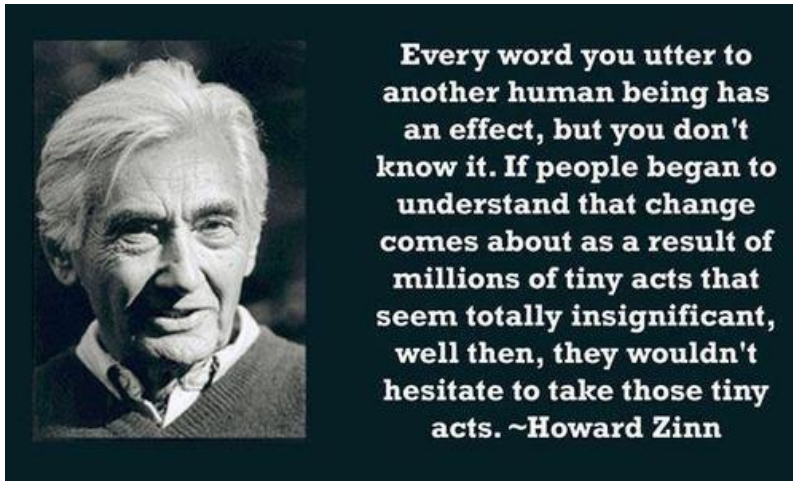 Every word you utter to
another human being has
an effect, but you don't
know it. If people began to
understand that change
comes about as a result of
millions of tiny acts that
seem totally insignificant,
well then, they wouldn't
hesitate to take those tiny
acts. ~Howard Zinn